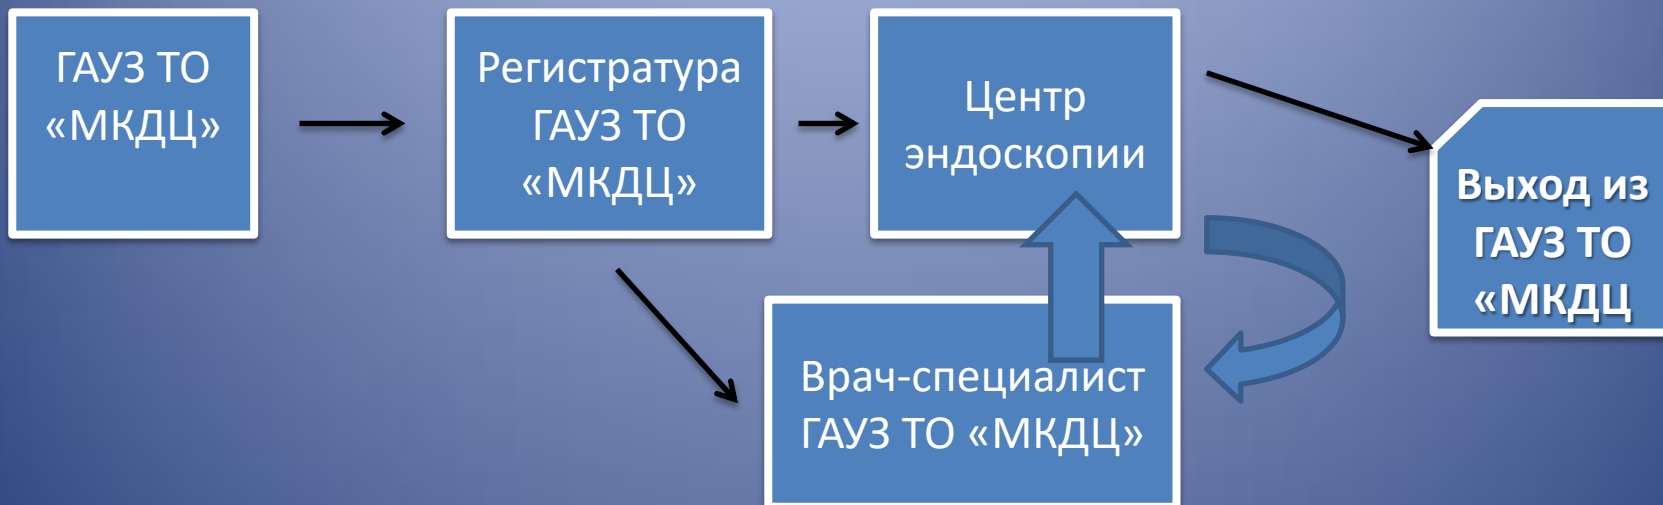 ГАУЗ ТО
«МКДЦ»
Регистратура
ГАУЗ ТО
«МКДЦ»
Центр
эндоскопии
Выход из
ГАУЗ ТО
«МКДЦ
Врач-специалист
ГАУЗ ТО «МКДЦ»